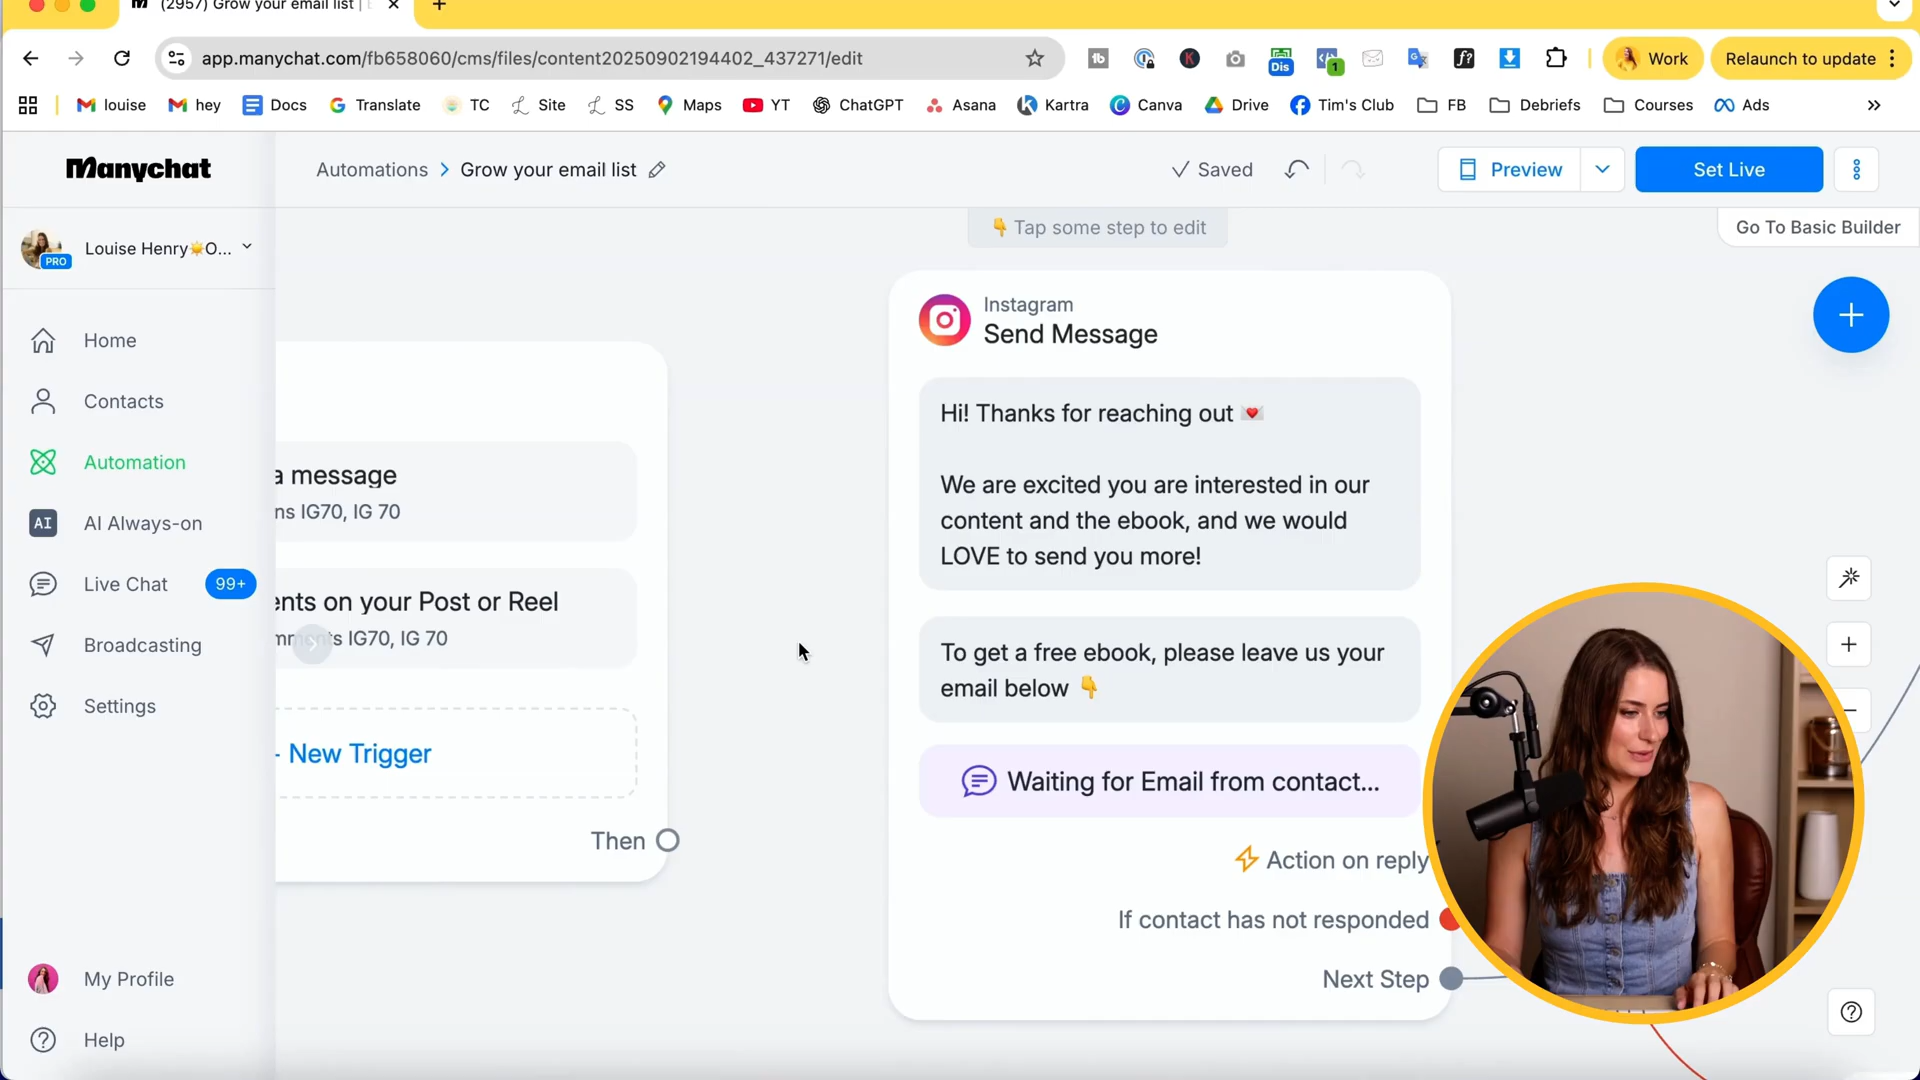 (2957) Grow your email list |
app.manychat.com/fb658060/cms/files/content20250902194402_437271/edit
Dis
1
Work
Relaunch to update
louise
hey
Docs
Translate
TC
Site
SS
Maps
YT
ChatGPT
Asana
Kartra
Canva
Drive
Tim's Club
FB
Debriefs
Courses
Ads
Manychat
Automations
Grow your email list
Saved
Preview
Set Live
PRO
Louise Henry☀️O...
👇 Tap some step to edit
Go To Basic Builder
Home
Contacts
Automation
AI
AI Always-on
Live Chat
99+
Broadcasting
Settings
My Profile
Help
a message
ns IG70, IG 70
ents on your Post or Reel
mments IG70, IG 70
New Trigger
Then
Instagram
Send Message
Hi! Thanks for reaching out 💌
We are excited you are interested in our
content and the ebook, and we would
LOVE to send you more!
To get a free ebook, please leave us your
email below 👇
Waiting for Email from contact...
Action on reply
If contact has not responded
Next Step